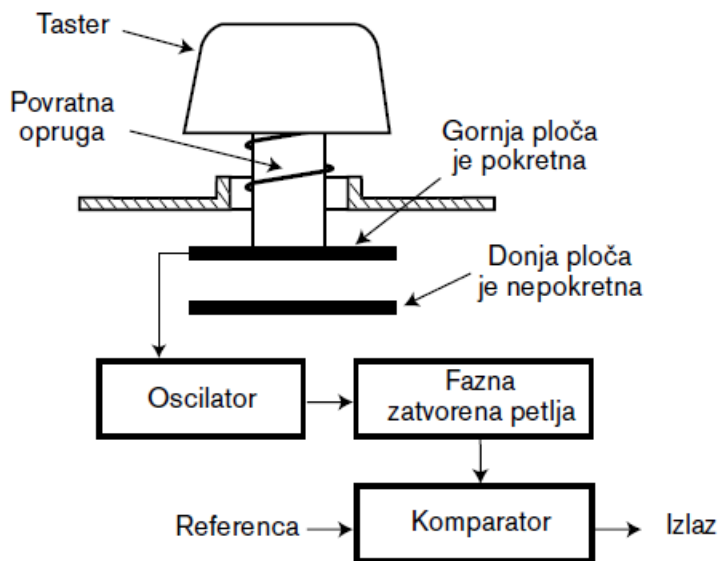 Taster
Povratna
opruga
Gornja ploča
je pokretna
Donja ploča
je nepokretna
Oscilator
Fazna
zatvorena petlja
Referenca
Komparator
Izlaz